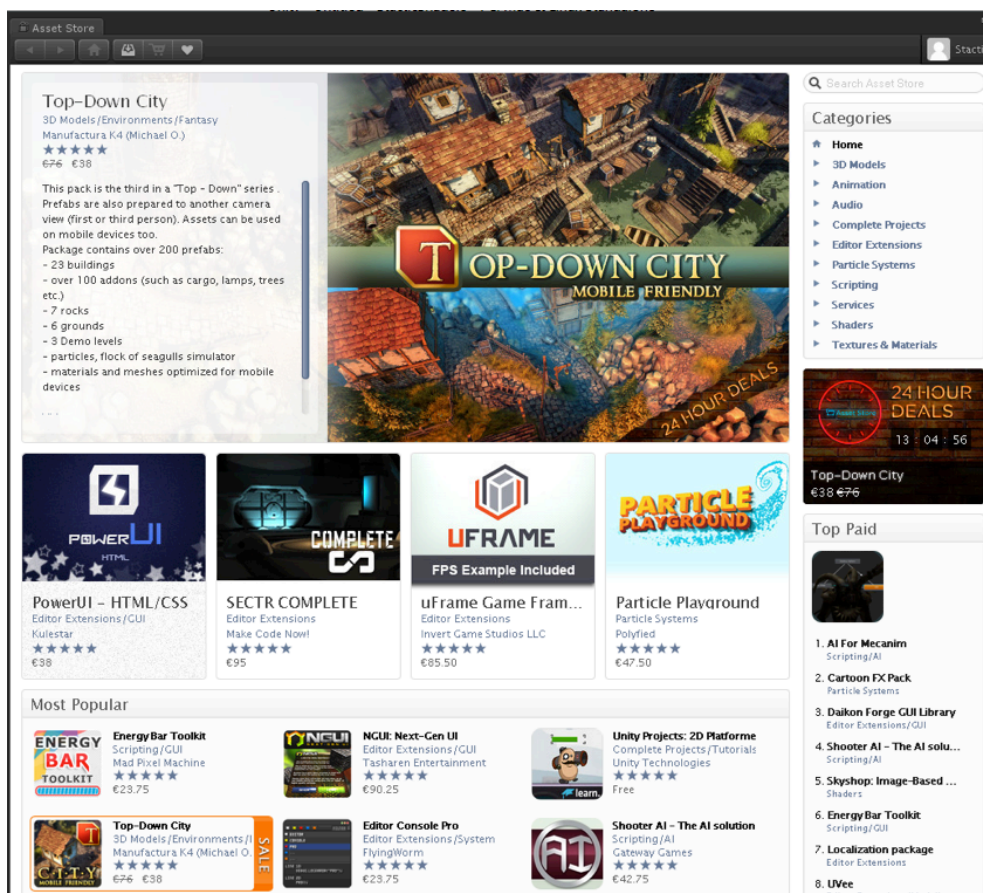 Asset Store
Stacti
Top-Down City
3D Models/Environments/Fantasy
Manufactura K4 (Michael O.)
★★★★★
€76 €38
This pack is the third in a "Top - Down" series .
Prefabs are also prepared to another camera
view (first or third person). Assets can be used
on mobile devices too.
Package contains over 200 prefabs:
- 23 buildings
- over 100 addons (such as cargo, lamps, trees
etc.)
- 7 rocks
- 6 grounds
- 3 Demo levels
- particles, flock of seagulls simulator
- materials and meshes optimized for mobile
devices
TOP-DOWN CITY
MOBILE FRIENDLY
24 HOUR DEALS
Search Asset Store
Categories
Home
3D Models
Animation
Audio
Complete Projects
Editor Extensions
Particle Systems
Scripting
Services
Shaders
Textures & Materials
Asset Store
24 HOUR
DEALS
13 : 04 : 56
Top-Down City
€38 €76
POWERUI
HTML
PowerUI - HTML/CSS
Editor Extensions/GUI
Kulestar
★★★★★
€38
COMPLETE
SECTR COMPLETE
Editor Extensions
Make Code Now!
★★★★★
€95
UFRAME
FPS Example Included
uFrame Game Fram...
Editor Extensions
Invert Game Studios LLC
★★★★★
€85.50
PARTICLE
PLAYGROUND
Particle Playground
Particle Systems
Polyfied
★★★★★
€47.50
Most Popular
ENERGY
BAR
TOOLKIT
Energy Bar Toolkit
Scripting/GUI
Mad Pixel Machine
★★★★★
€23.75
NGUI
NGUI: Next-Gen UI
Editor Extensions/GUI
Tasharen Entertainment
★★★★★
€90.25
learn.
Unity Projects: 2D Platforme
Complete Projects/Tutorials
Unity Technologies
★★★★★
Free
T
CITY
MOBILE FRIENDLY
Top-Down City
3D Models/Environments/F
Manufactura K4 (Michael O.
★★★★★
€76 €38
SALE
Editor Console Pro
Editor Extensions/System
FlyingWorm
★★★★★
€23.75
AI
Shooter AI - The AI solution
Scripting/AI
Gateway Games
★★★★★
€42.75
Top Paid
1. AI For Mecanim
Scripting/AI
2. Cartoon FX Pack
Particle Systems
3. Daikon Forge GUI Library
Editor Extensions/GUI
4. Shooter AI - The AI solu...
Scripting/AI
5. Skyshop: Image-Based ...
Shaders
6. Energy Bar Toolkit
Scripting/GUI
7. Localization package
Editor Extensions
8. UVee